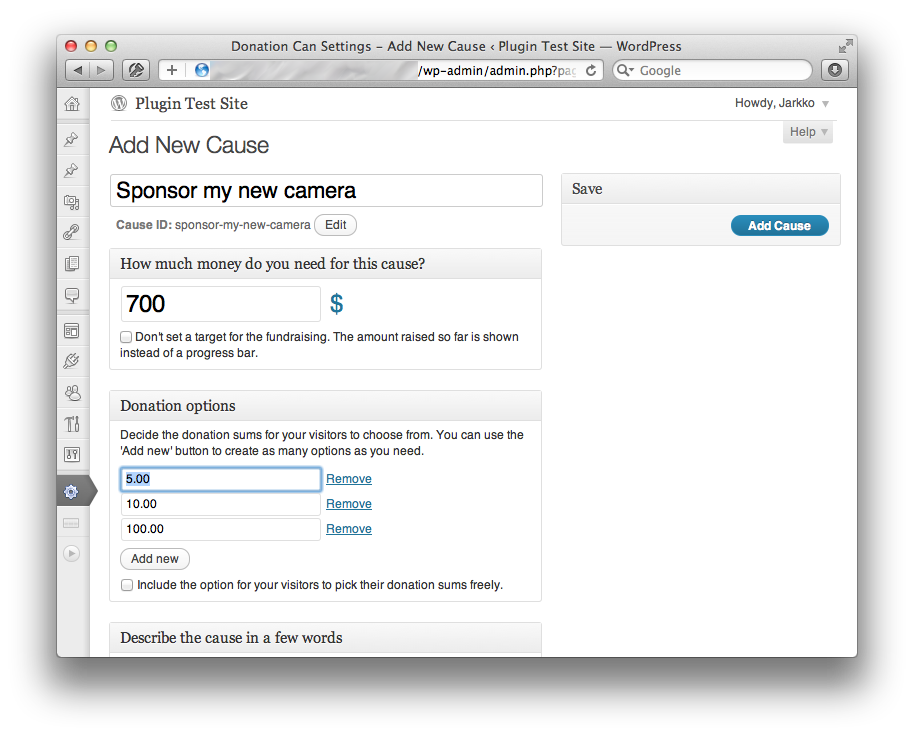 Donation Can Settings – Add New Cause ‹ Plugin Test Site — WordPress
/wp-admin/admin.php?pag
Google
Plugin Test Site
Howdy, Jarkko
Help
Add New Cause
Sponsor my new camera
Save
Cause ID: sponsor-my-new-camera Edit
Add Cause
How much money do you need for this cause?
700 $
Don't set a target for the fundraising. The amount raised so far is shown
instead of a progress bar.
Donation options
Decide the donation sums for your visitors to choose from. You can use the
'Add new' button to create as many options as you need.
5.00 Remove
10.00 Remove
100.00 Remove
Add new
Include the option for your visitors to pick their donation sums freely.
Describe the cause in a few words